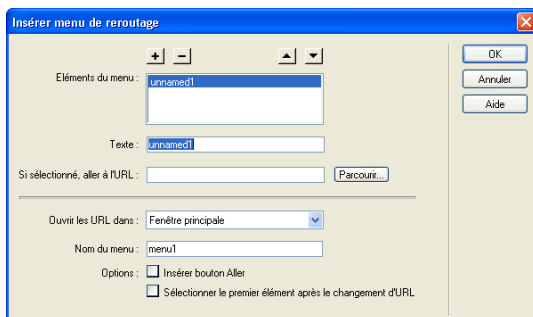 Insérer menu de reroutage
OK
Annuler
Aide
Eléments du menu :
unnamed1
Texte :
unnamed1
Si sélectionné, aller à l'URL :
Parcourir...
Ouvrir les URL dans :
Fenêtre principale
Nom du menu :
menu1
Options :
Insérer bouton Aller
Sélectionner le premier élément après le changement d'URL